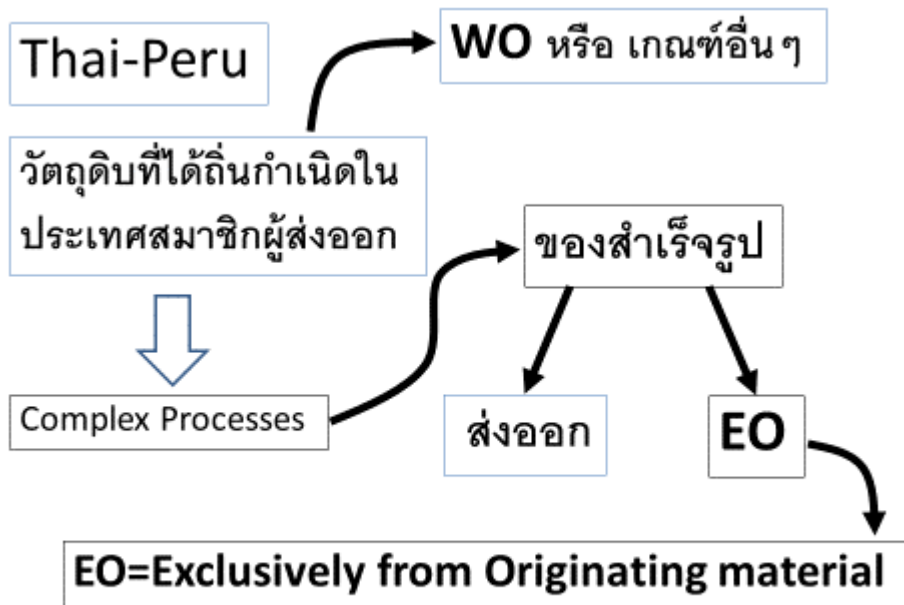 Thai-Peru
WO หรือ เกณฑ์อื่นๆ
วัตถุดิบที่ได้ถิ่นกำเนิดใน
ประเทศสมาชิกผู้ส่งออก
ของสำเร็จรูป
Complex Processes
ส่งออก
EO
EO=Exclusively from Originating material